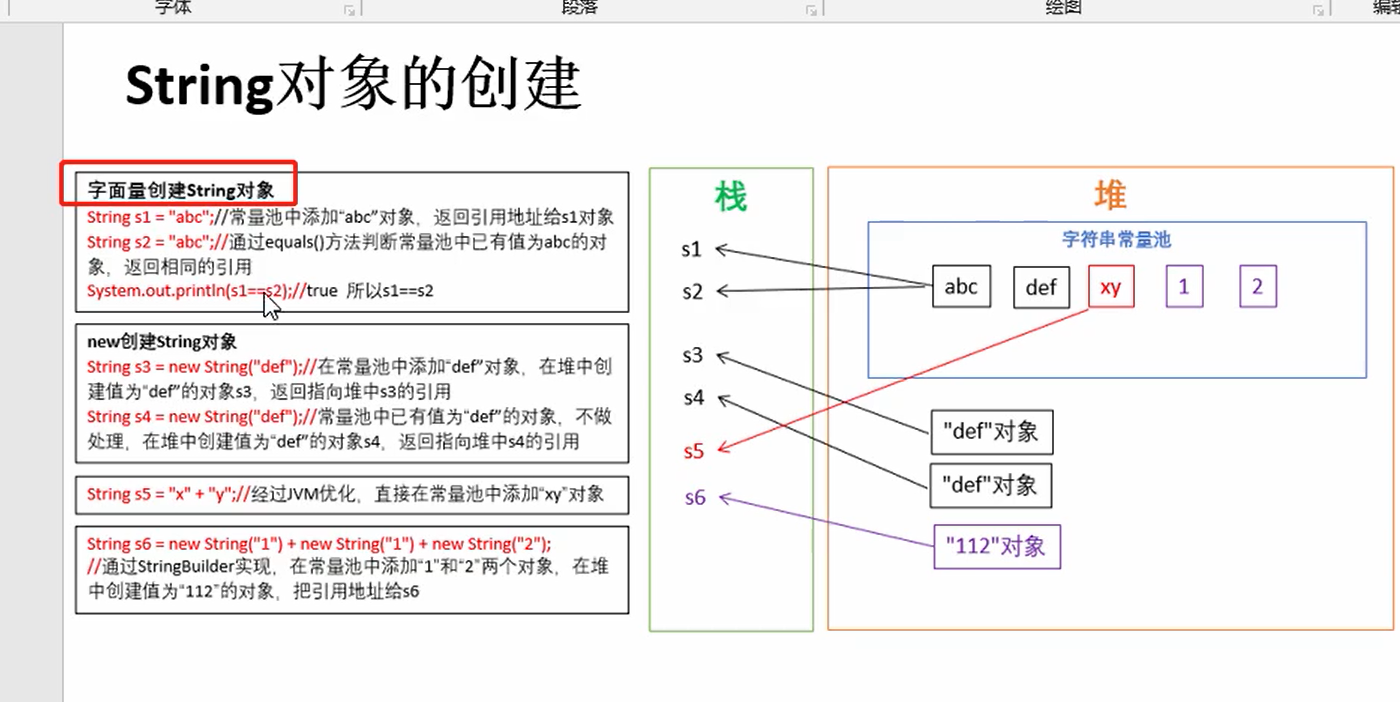 字体
段落
绘图
编辑
String对象的创建
字面量创建String对象
String s1 = "abc";//常量池中添加“abc”对象，返回引用地址给s1对象
String s2 = "abc";//通过equals()方法判断常量池中已有值为abc的对
象，返回相同的引用
System.out.println(s1==s2);//true 所以s1==s2
new创建String对象
String s3 = new String("def");//在常量池中添加“def”对象，在堆中创
建值为“def”的对象s3，返回指向堆中s3的引用
String s4 = new String("def");//常量池中已有值为“def”的对象，不做
处理，在堆中创建值为“def”的对象s4，返回指向堆中s4的引用
String s5 = "x" + "y";//经过JVM优化，直接在常量池中添加“xy”对象
String s6 = new String("1") + new String("1") + new String("2");
//通过StringBuilder实现，在常量池中添加“1”和“2”两个对象，在堆
中创建值为“112”的对象，把引用地址给s6
栈
s1
s2
s3
s4
s5
s6
堆
字符串常量池
abc
def
xy
1
2
"def"对象
"def"对象
"112"对象